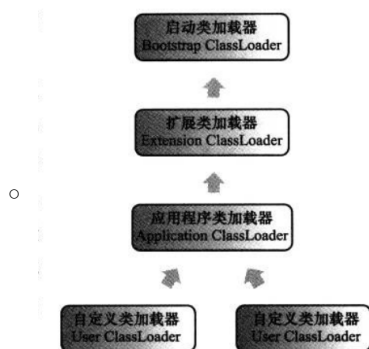 启动类加载器
Bootstrap ClassLoader
扩展类加载器
Extension ClassLoader
应用程序类加载器
Application ClassLoader
自定义类加载器
User ClassLoader
自定义类加载器
User ClassLoader